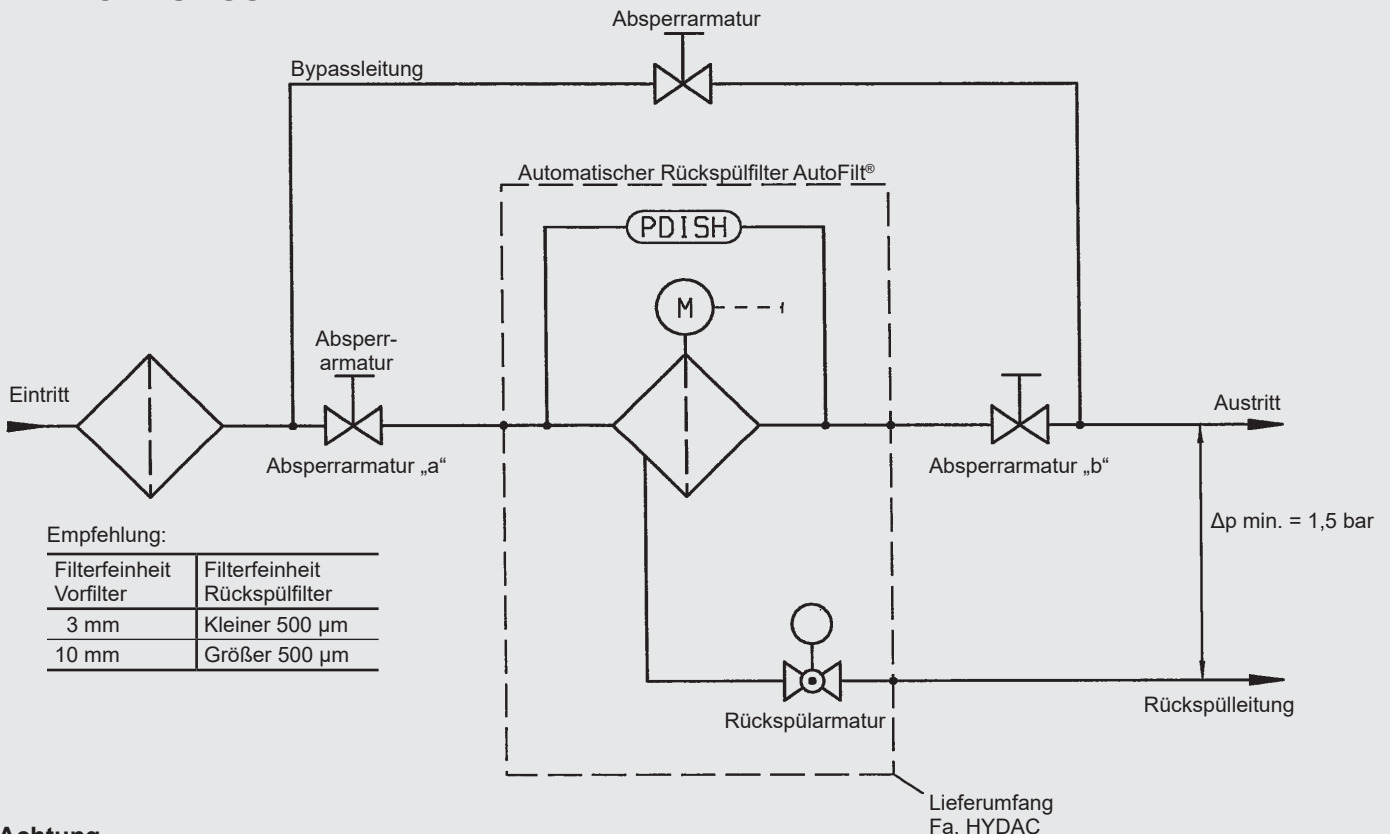 Absperrarmatur
Bypassleitung
Automatischer Rückspülfilter AutoFilt®
PDISH
M
Absperr-
armatur
Eintritt
Austritt
Absperrarmatur „a“
Absperrarmatur „b“
Δp min. = 1,5 bar
Empfehlung:
Filterfeinheit
Vorfilter
Filterfeinheit
Rückspülfilter
3 mm
Kleiner 500 µm
10 mm
Größer 500 µm
Rückspülarmatur
Rückspülleitung
Lieferumfang
Fa. HYDAC
Achtung